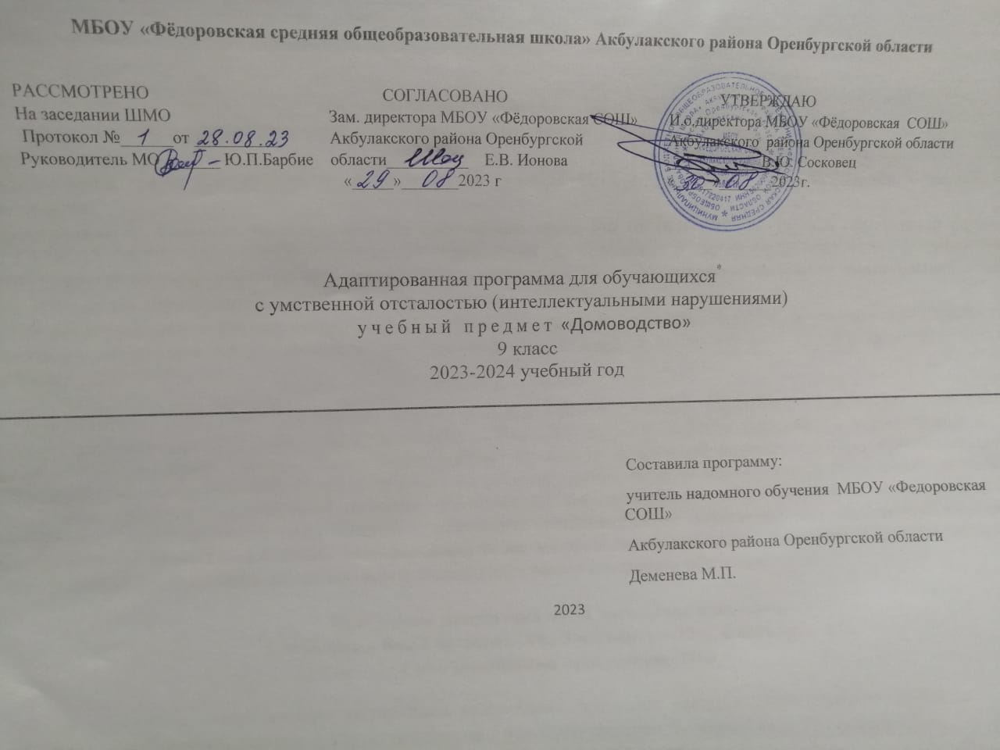 МБОУ «Фёдоровская средняя общеобразовательная школа» Акбулакского района Оренбургской области
РАССМОТРЕНО
На заседании ШМО
Протокол № 1 от 28.08.23
Руководитель МО Ю.П.Барбие
СОГЛАСОВАНО
Зам. директора МБОУ «Фёдоровская СОШ»
Акбулакского района Оренбургской
области Е.В. Ионова
«29» 08 2023 г
УТВЕРЖДАЮ
И.о.директора МБОУ «Фёдоровская СОШ»
Акбулакского района Оренбургской области
В.Ю. Сосковец
30 08 2023г.
Адаптированная программа для обучающихся*
с умственной отсталостью (интеллектуальными нарушениями)
учебный предмет «Домоводство»
9 класс
2023-2024 учебный год
Составила программу:
учитель надомного обучения МБОУ «Федоровская
СОШ»
Акбулакского района Оренбургской области
Деменева М.П.
2023